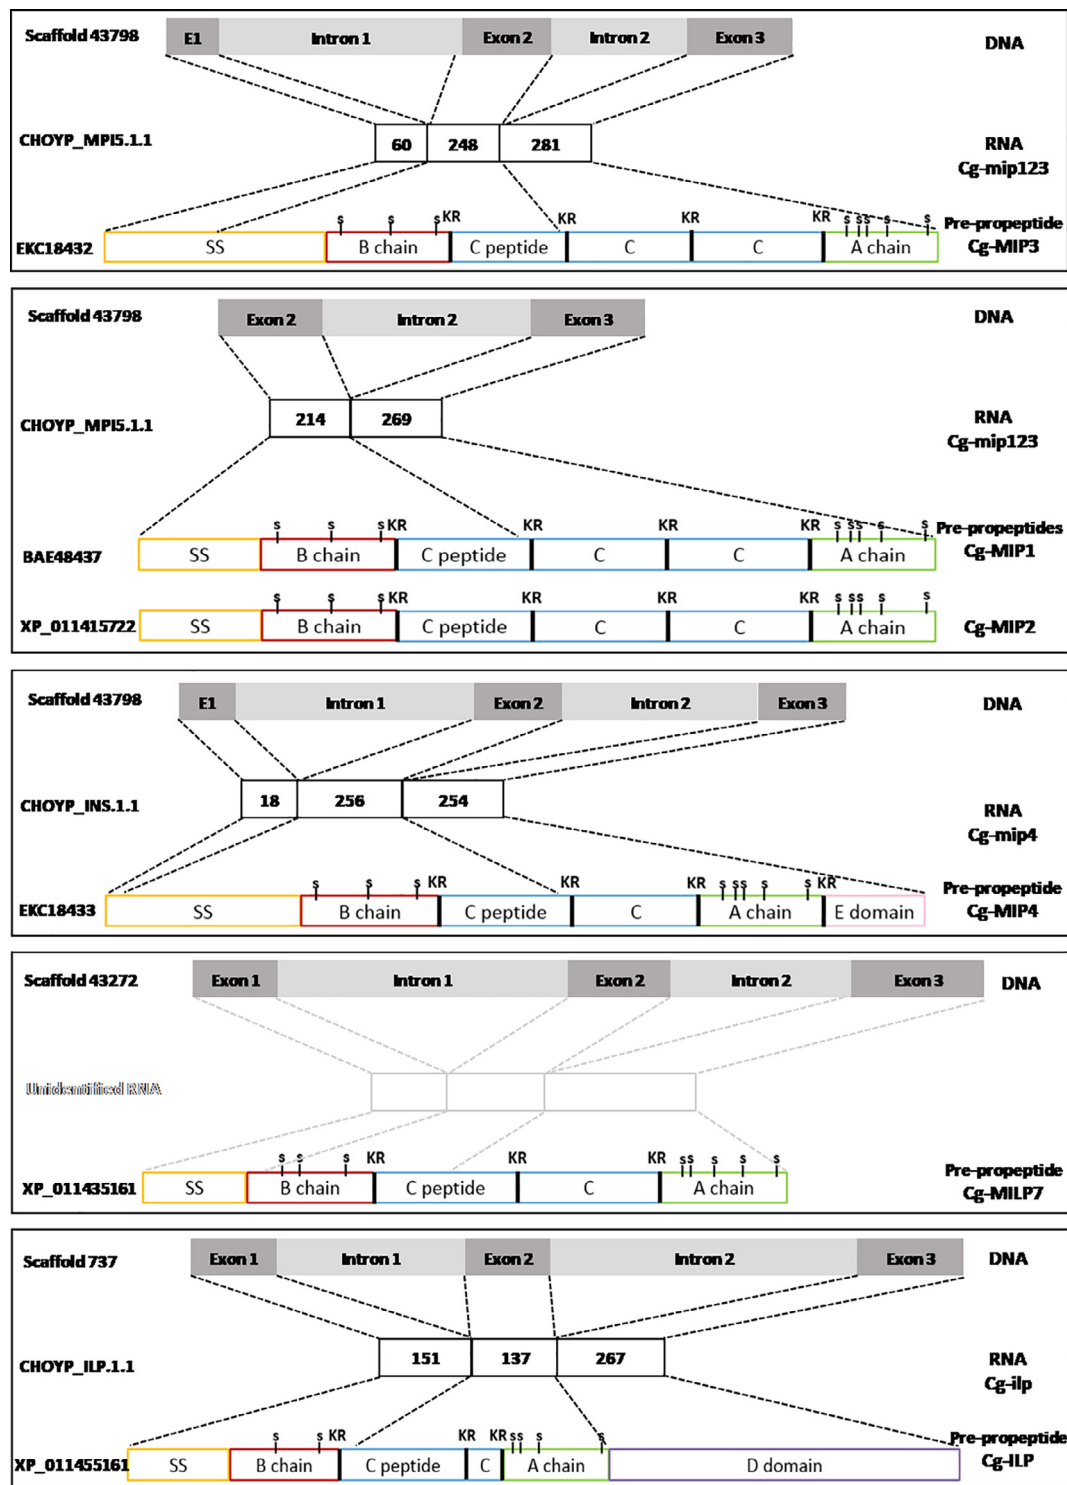 Scaffold 43798 E1 Intron 1 Exon 2 Intron 2 Exon 3 DNA
CHOYP_MPI5.1.1 60 248 281 RNA
Cg-mip123
s s s KR KR KR KR s s s s s Pre-propeptide
EKC18432 SS B chain C peptide C C A chain Cg-MIP3
Scaffold 43798 Exon 2 Intron 2 Exon 3 DNA
CHOYP_MPI5.1.1 214 269 RNA
Cg-mip123
s s s KR KR KR KR s s s s s Pre-propeptides
BAE48437 SS B chain C peptide C C A chain Cg-MIP1
s s s KR KR KR KR s s s s s
XP_011415722 SS B chain C peptide C C A chain Cg-MIP2
Scaffold 43798 E1 Intron 1 Exon 2 Intron 2 Exon 3 DNA
CHOYP_INS.1.1 18 256 254 RNA
Cg-mip4
s s s KR KR KR s s s s s KR Pre-propeptide
EKC18433 SS B chain C peptide C A chain E domain Cg-MIP4
Scaffold 43272 Exon 1 Intron 1 Exon 2 Intron 2 Exon 3 DNA
Unidentified RNA
s s s KR KR KR s s s s s Pre-propeptide
XP_011435161 SS B chain C peptide C A chain Cg-MILP7
Scaffold 737 Exon 1 Intron 1 Exon 2 Intron 2 Exon 3 DNA
CHOYP_ILP.1.1 151 137 267 RNA
Cg-ilp
s s KR KR KR s s s s Pre-propeptide
XP_011455161 SS B chain C peptide C A chain D domain Cg-ILP